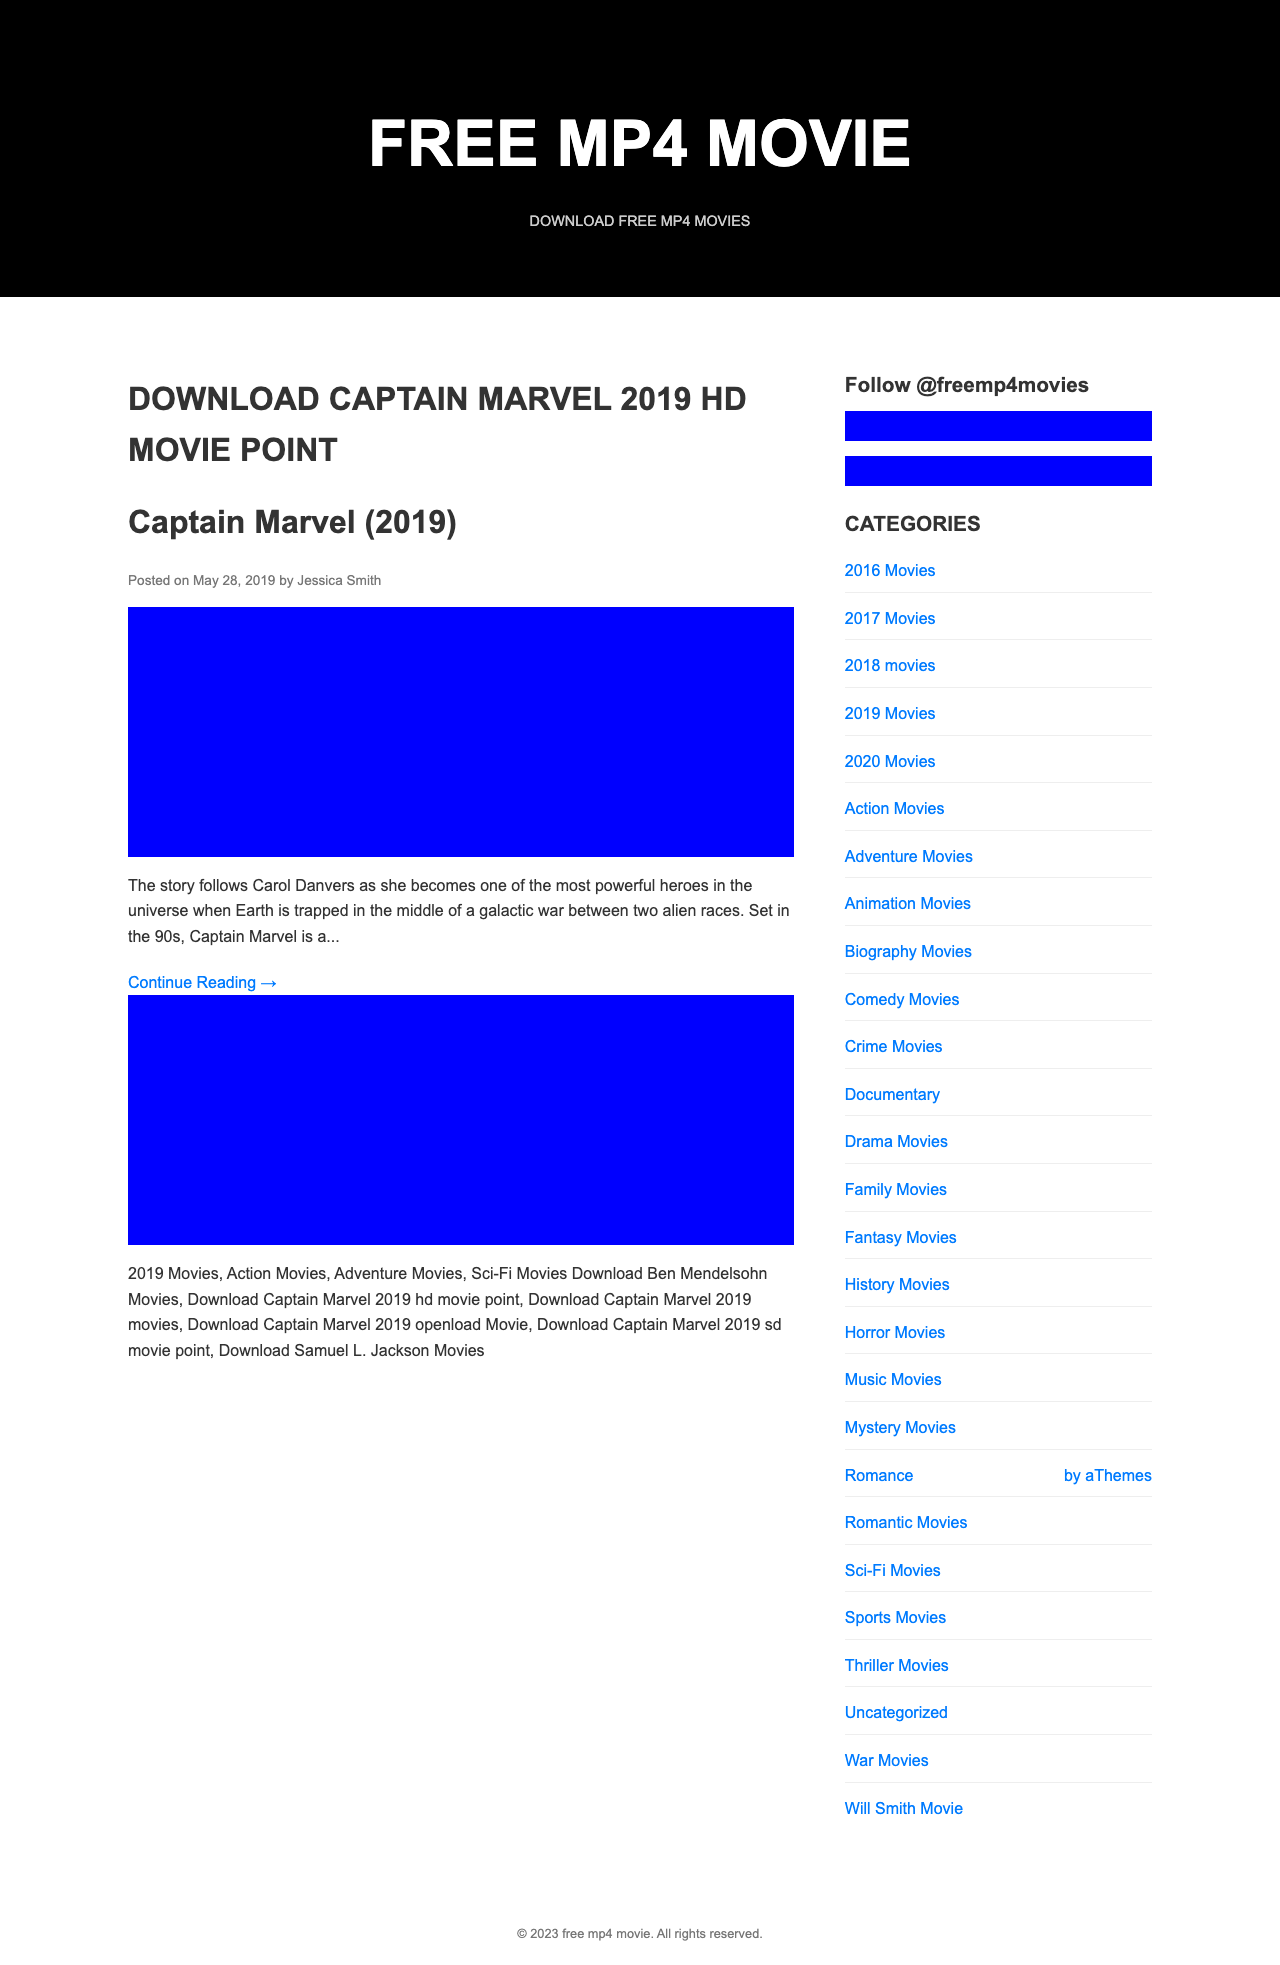 FREE MP4 MOVIE
DOWNLOAD FREE MP4 MOVIES
DOWNLOAD CAPTAIN MARVEL 2019 HD
MOVIE POINT
Captain Marvel (2019)
Posted on May 28, 2019 by Jessica Smith
The story follows Carol Danvers as she becomes one of the most powerful heroes in the
universe when Earth is trapped in the middle of a galactic war between two alien races. Set in
the 90s, Captain Marvel is a...
Continue Reading →
2019 Movies, Action Movies, Adventure Movies, Sci-Fi Movies Download Ben Mendelsohn
Movies, Download Captain Marvel 2019 hd movie point, Download Captain Marvel 2019
movies, Download Captain Marvel 2019 openload Movie, Download Captain Marvel 2019 sd
movie point, Download Samuel L. Jackson Movies
Follow @freemp4movies
CATEGORIES
2016 Movies
2017 Movies
2018 movies
2019 Movies
2020 Movies
Action Movies
Adventure Movies
Animation Movies
Biography Movies
Comedy Movies
Crime Movies
Documentary
Drama Movies
Family Movies
Fantasy Movies
History Movies
Horror Movies
Music Movies
Mystery Movies
Romance by aThemes
Romantic Movies
Sci-Fi Movies
Sports Movies
Thriller Movies
Uncategorized
War Movies
Will Smith Movie
© 2023 free mp4 movie. All rights reserved.